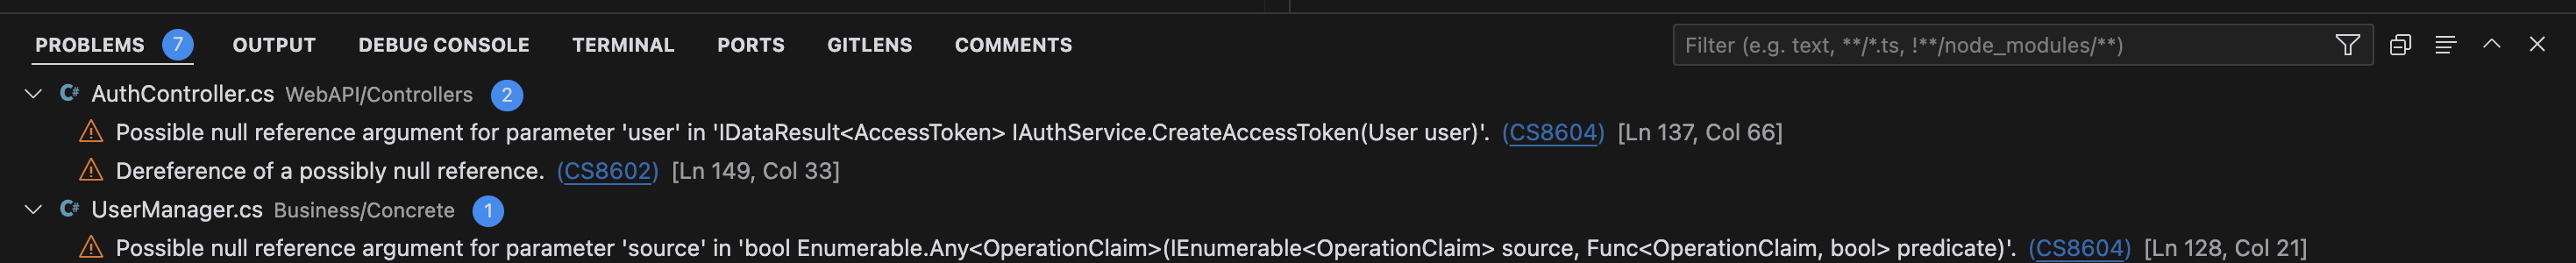 PROBLEMS 7 OUTPUT DEBUG CONSOLE TERMINAL PORTS GITLENS COMMENTS Filter (e.g. text, **/*.ts, !**/node_modules/**)
C# AuthController.cs WebAPI/Controllers 2
Possible null reference argument for parameter 'user' in 'IDataResult<AccessToken> IAuthService.CreateAccessToken(User user)'. (CS8604) [Ln 137, Col 66]
Dereference of a possibly null reference. (CS8602) [Ln 149, Col 33]
C# UserManager.cs Business/Concrete 1
Possible null reference argument for parameter 'source' in 'bool Enumerable.Any<OperationClaim>(IEnumerable<OperationClaim> source, Func<OperationClaim, bool> predicate)'. (CS8604) [Ln 128, Col 21]